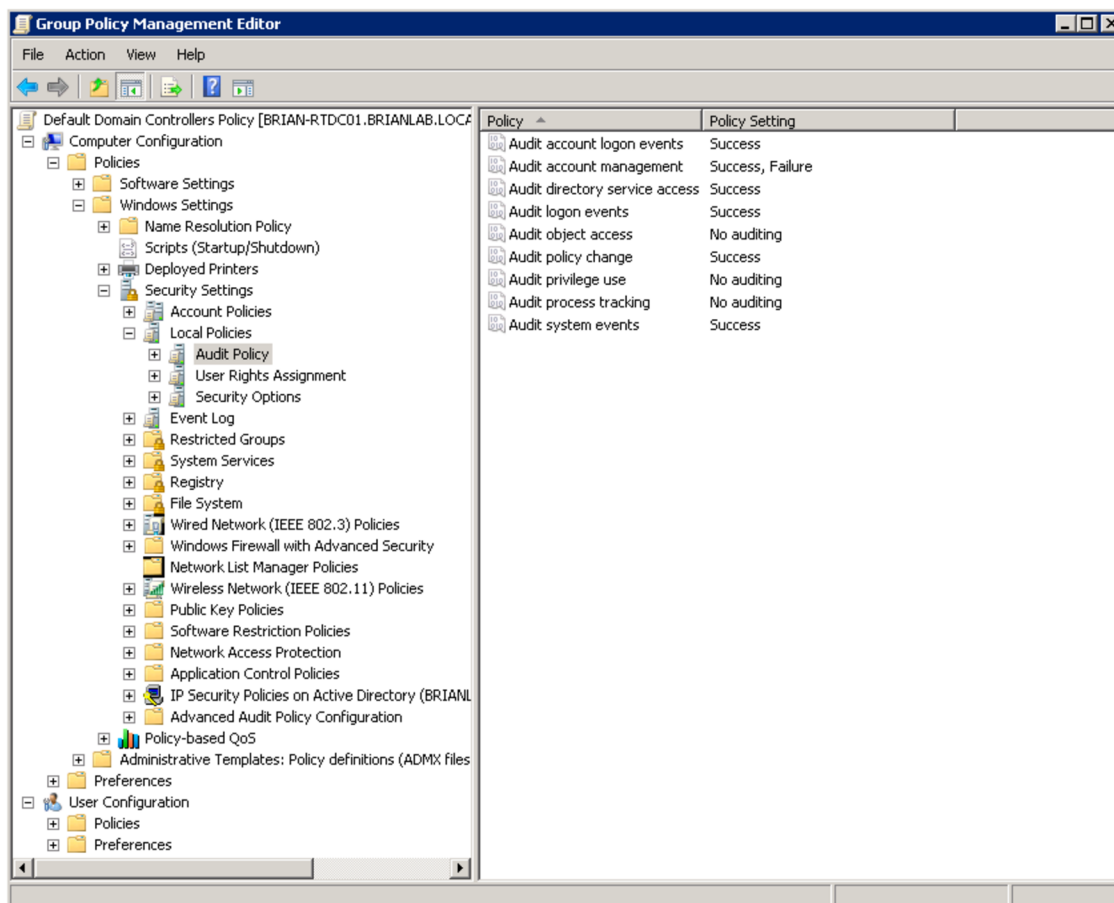 Group Policy Management Editor
File Action View Help
Default Domain Controllers Policy [BRIAN-RTDC01.BRIANLAB.LOCA
Computer Configuration
Policies
Software Settings
Windows Settings
Name Resolution Policy
Scripts (Startup/Shutdown)
Deployed Printers
Security Settings
Account Policies
Local Policies
Audit Policy
User Rights Assignment
Security Options
Event Log
Restricted Groups
System Services
Registry
File System
Wired Network (IEEE 802.3) Policies
Windows Firewall with Advanced Security
Network List Manager Policies
Wireless Network (IEEE 802.11) Policies
Public Key Policies
Software Restriction Policies
Network Access Protection
Application Control Policies
IP Security Policies on Active Directory (BRIANL
Advanced Audit Policy Configuration
Policy-based QoS
Administrative Templates: Policy definitions (ADMX files
Preferences
User Configuration
Policies
Preferences
Policy Policy Setting
Audit account logon events Success
Audit account management Success, Failure
Audit directory service access Success
Audit logon events Success
Audit object access No auditing
Audit policy change Success
Audit privilege use No auditing
Audit process tracking No auditing
Audit system events Success